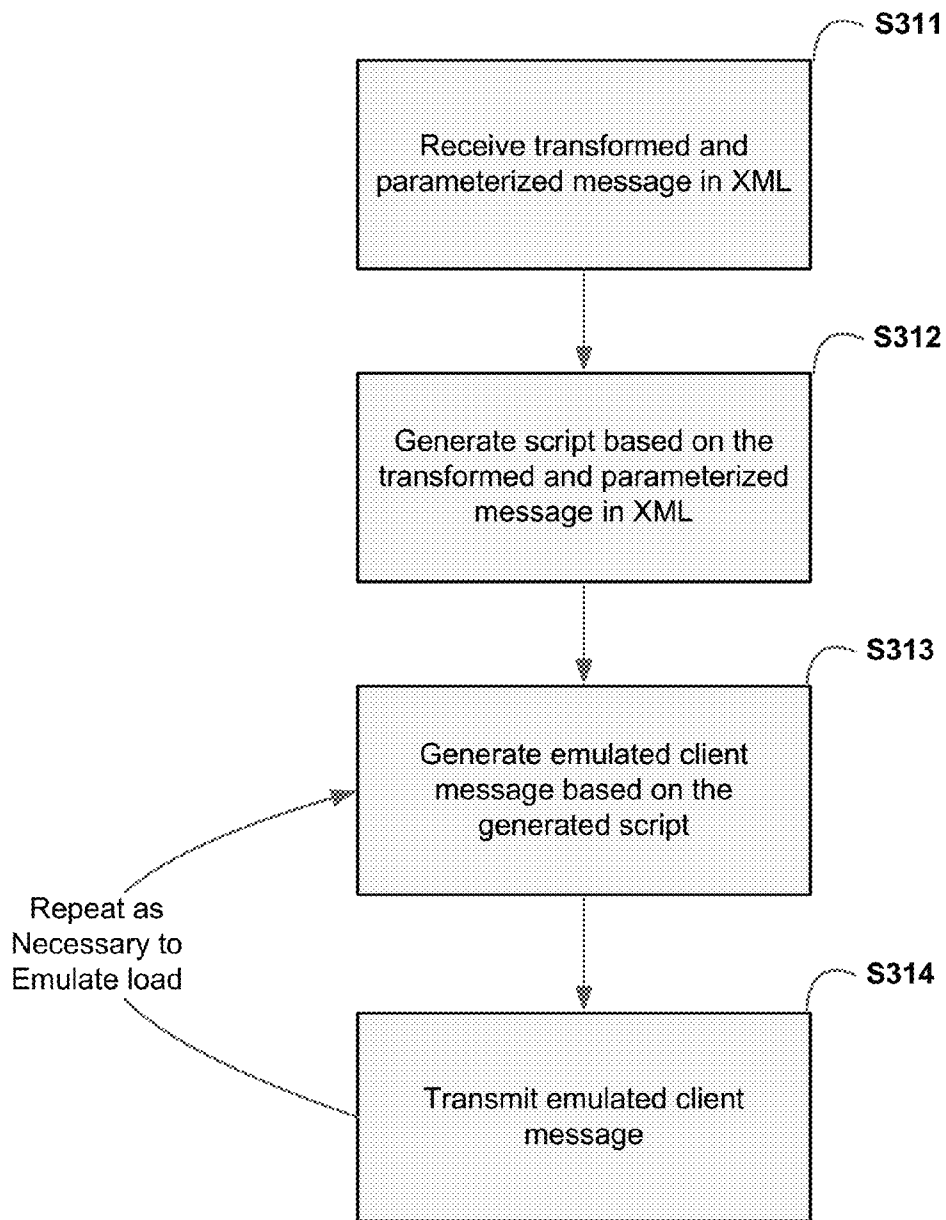 S311
Receive transformed and
parameterized message in XML
S312
Generate script based on the
transformed and parameterized
message in XML
S313
Generate emulated client
message based on the
generated script
Repeat as
Necessary to
Emulate load
S314
Transmit emulated client
message